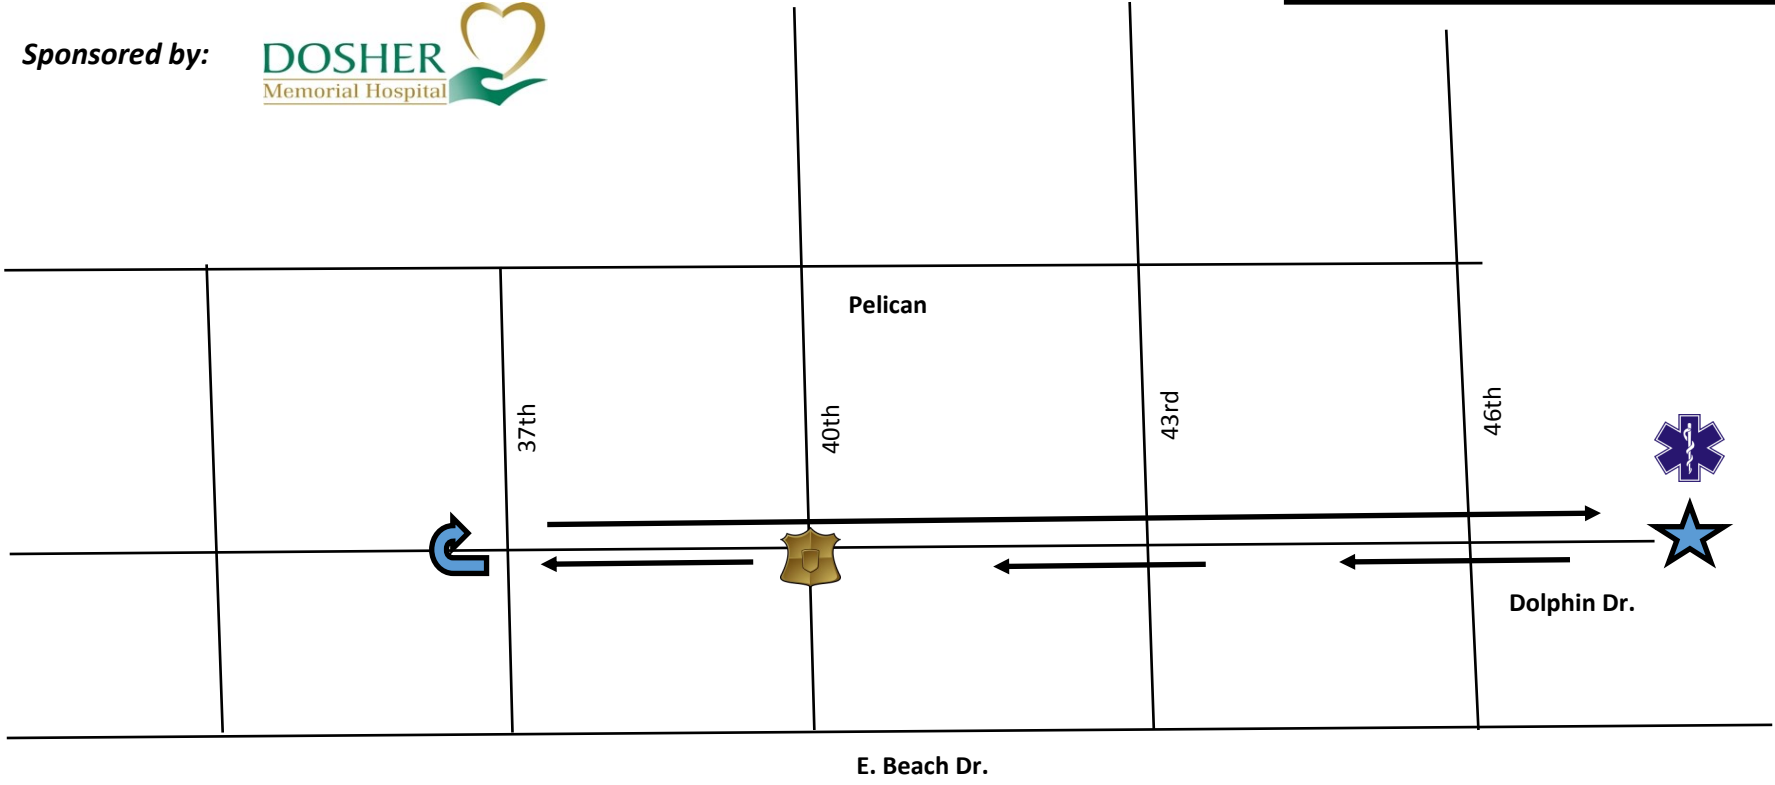 Sponsored by:
DOSHER
Memorial Hospital
Pelican
37th
40th
43rd
46th
Dolphin Dr.
E. Beach Dr.